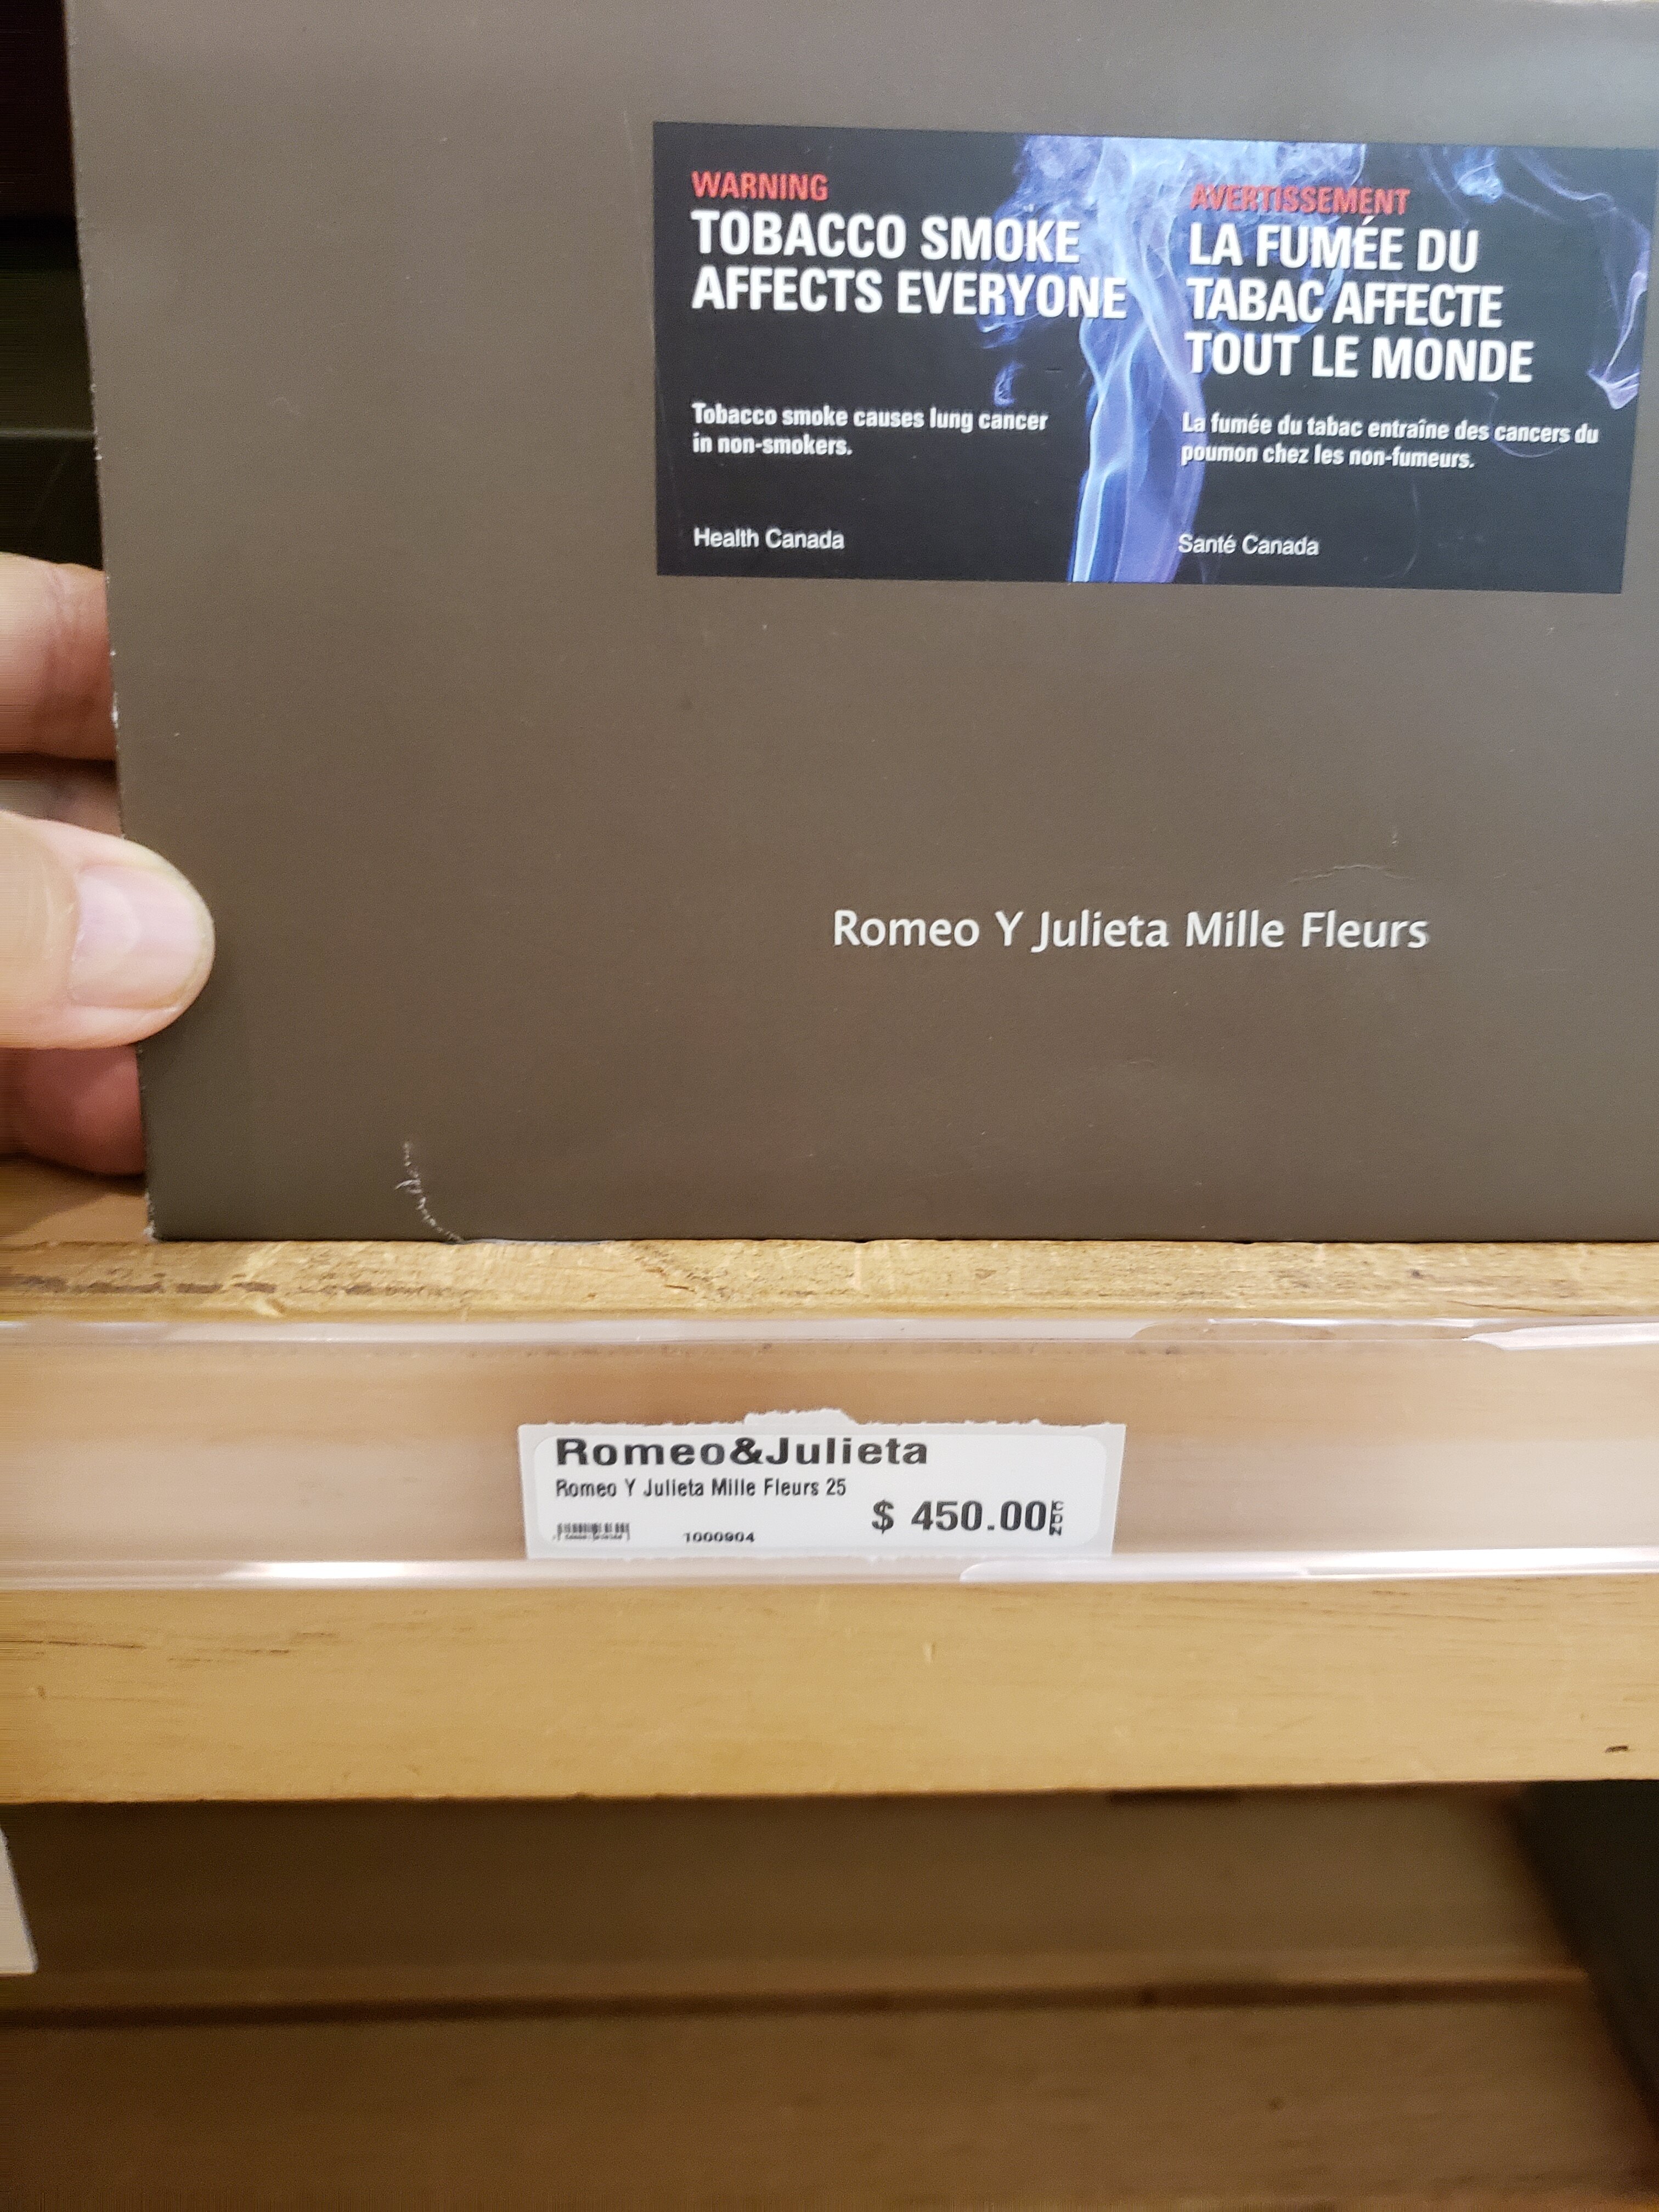 WARNING
TOBACCO SMOKE
AFFECTS EVERYONE
Tobacco smoke causes lung cancer
in non-smokers.
Health Canada
AVERTISSEMENT
LA FUMÉE DU
TABAC AFFECTE
TOUT LE MONDE
La fumée du tabac entraîne des cancers du
poumon chez les non-fumeurs.
Santé Canada
Romeo Y Julieta Mille Fleurs
Romeo&Julieta
Romeo Y Julieta Mille Fleurs 25
$ 450.00
1000904